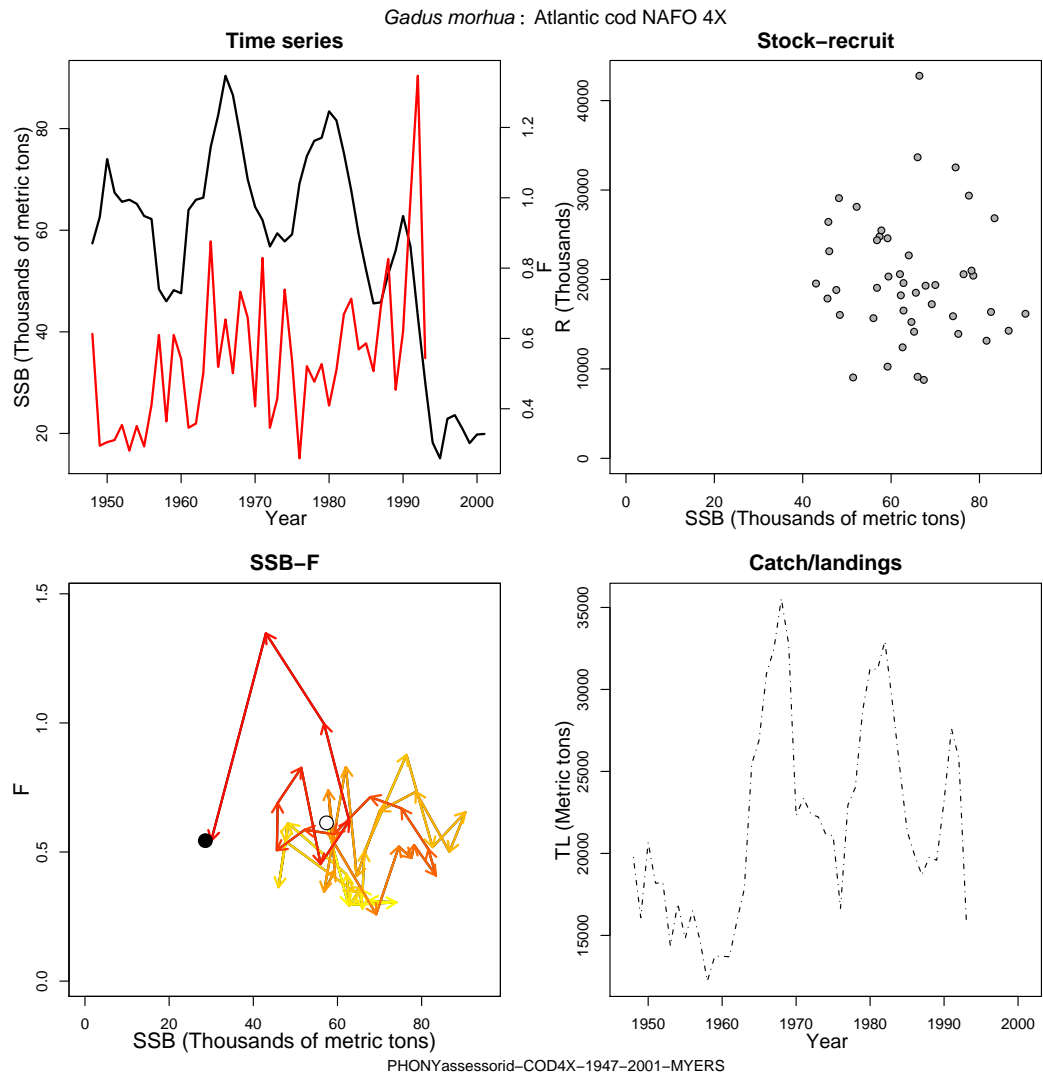 Gadus morhua : Atlantic cod NAFO 4X
Time series
SSB (Thousands of metric tons)
20 40 60 80
0.4 0.6 0.8 1.0 1.2
F
1950 1960 1970 1980 1990 2000
Year
Stock−recruit
R (Thousands)
0 10000 20000 30000 40000
0 20 40 60 80
SSB (Thousands of metric tons)
SSB−F
F
0.0 0.5 1.0 1.5
0 20 40 60 80
SSB (Thousands of metric tons)
Catch/landings
TL (Metric tons)
15000 20000 25000 30000 35000
1950 1960 1970 1980 1990 2000
Year
PHONYassessorid−COD4X−1947−2001−MYERS